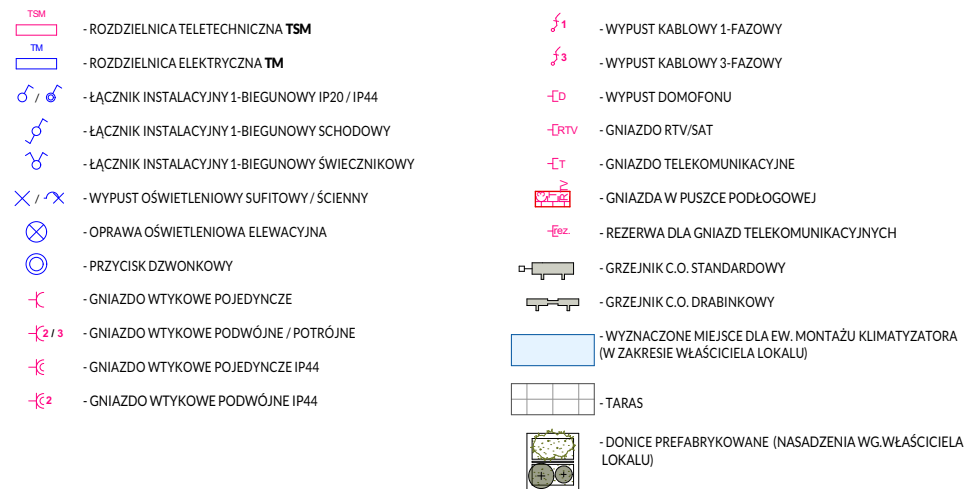 TSM
- ROZDZIELNICA TELETECHNICZNA TSM
TM
- ROZDZIELNICA ELEKTRYCZNA TM
/ - ŁĄCZNIK INSTALACYJNY 1-BIEGUNOWY IP20 / IP44
- ŁĄCZNIK INSTALACYJNY 1-BIEGUNOWY SCHODOWY
- ŁĄCZNIK INSTALACYJNY 1-BIEGUNOWY ŚWIECZNIKOWY
/ - WYPUST OŚWIETLENIOWY SUFITOWY / ŚCIENNY
- OPRAWA OŚWIETLENIOWA ELEWACYJNA
- PRZYCISK DZWONKOWY
- GNIAZDO WTYKOWE POJEDYNCZE
2 / 3 - GNIAZDO WTYKOWE PODWÓJNE / POTRÓJNE
- GNIAZDO WTYKOWE POJEDYNCZE IP44
2 - GNIAZDO WTYKOWE PODWÓJNE IP44
1 - WYPUST KABLOWY 1-FAZOWY
3 - WYPUST KABLOWY 3-FAZOWY
D - WYPUST DOMOFONU
RTV - GNIAZDO RTV/SAT
T - GNIAZDO TELEKOMUNIKACYJNE
3 T RTV - GNIAZDA W PUSZCE PODŁOGOWEJ
rez. - REZERWA DLA GNIAZD TELEKOMUNIKACYJNYCH
- GRZEJNIK C.O. STANDARDOWY
- GRZEJNIK C.O. DRABINKOWY
- WYZNACZONE MIEJSCE DLA EW. MONTAŻU KLIMATYZATORA
(W ZAKRESIE WŁAŚCICIELA LOKALU)
- TARAS
- DONICE PREFABRYKOWANE (NASADZENIA WG.WŁAŚCICIELA
LOKALU)